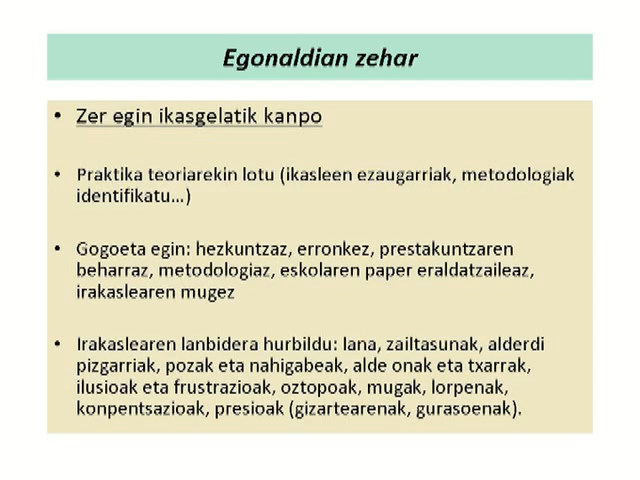 Egonaldian zehar
• Zer egin ikasgelatik kanpo
• Praktika teoriarekin lotu (ikasleen ezaugarriak, metodologiak
identifikatu...)
• Gogoeta egin: hezkuntzaz, erronkez, prestakuntzaren
beharraz, metodologiaz, eskolaren paper eraldatzaileaz,
irakaslearen mugez
• Irakaslearen lanbidera hurbildu: lana, zailtasunak, alderdi
pizgarriak, pozak eta nahigabeak, alde onak eta txarrak,
ilusioak eta frustrazioak, oztopoak, mugak, lorpenak,
konpentsazioak, presioak (gizartearenak, gurasoenak).